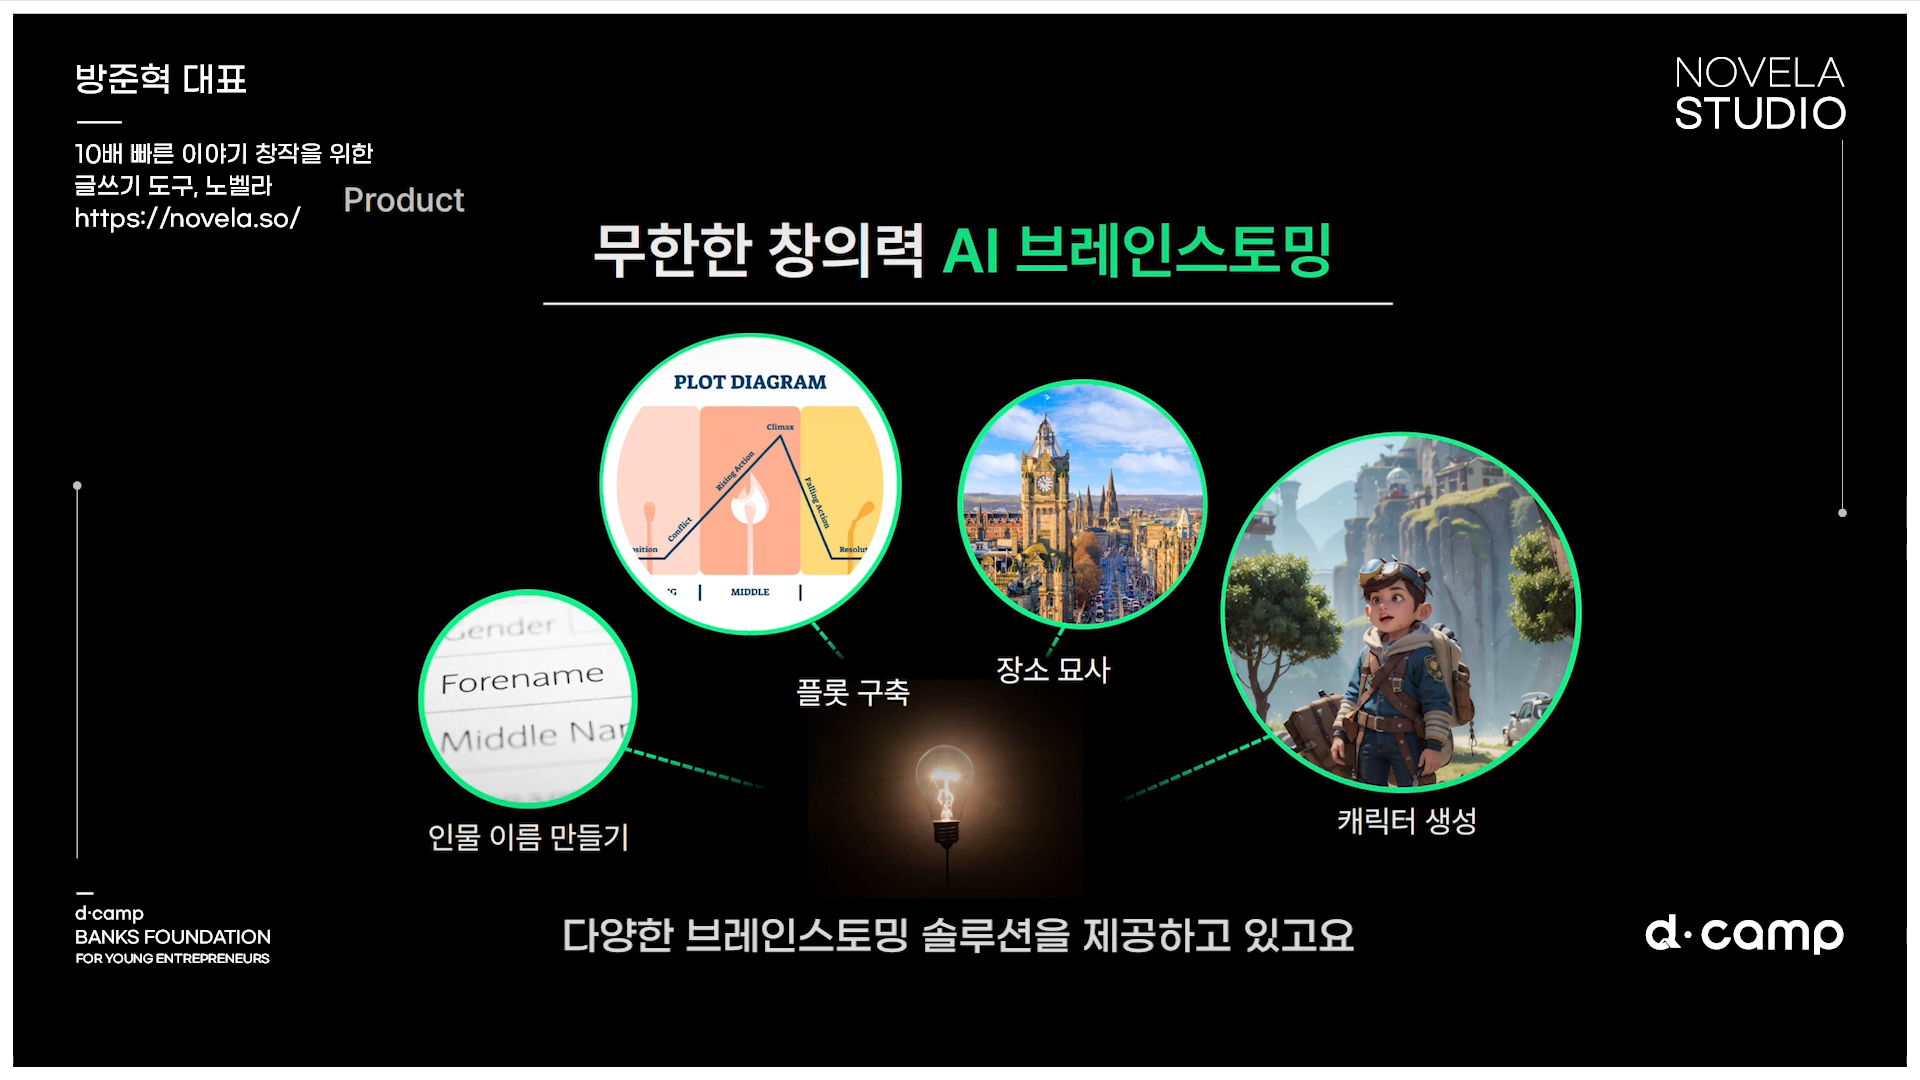 방준혁 대표
10배 빠른 이야기 창작을 위한
글쓰기 도구, 노벨라
https://novela.so/
NOVELA
STUDIO
Product
무한한 창의력 AI 브레인스토밍
PLOT DIAGRAM
Climax
Rising Action
Falling Action
Conflict
sition
Resolu
G
MIDDLE
Gender
Forename
Middle Nam
인물 이름 만들기
플롯 구축
장소 묘사
캐릭터 생성
다양한 브레인스토밍 솔루션을 제공하고 있고요
d·camp
BANKS FOUNDATION
FOR YOUNG ENTREPRENEURS
d·camp